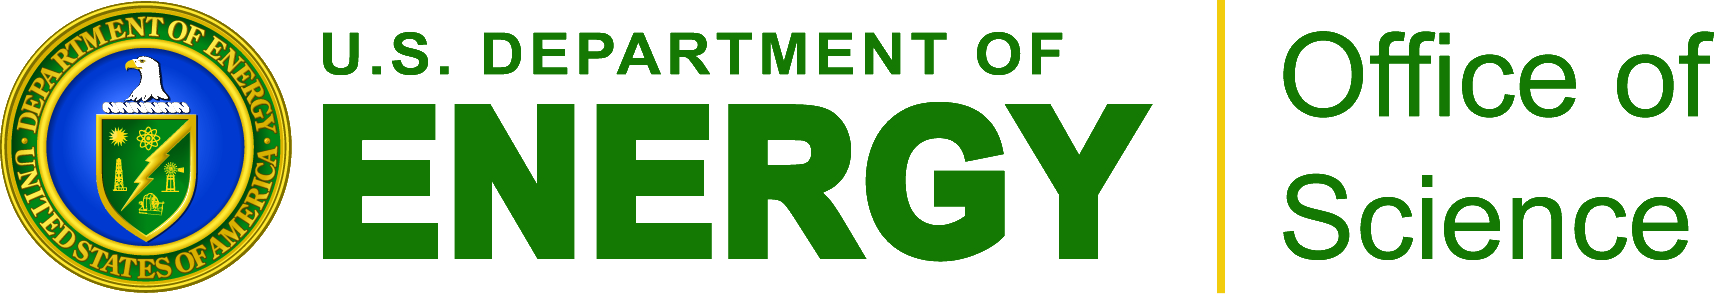 DEPARTMENT OF ENERGY
UNITED STATES OF AMERICA
U.S. DEPARTMENT OF
ENERGY
Office of
Science